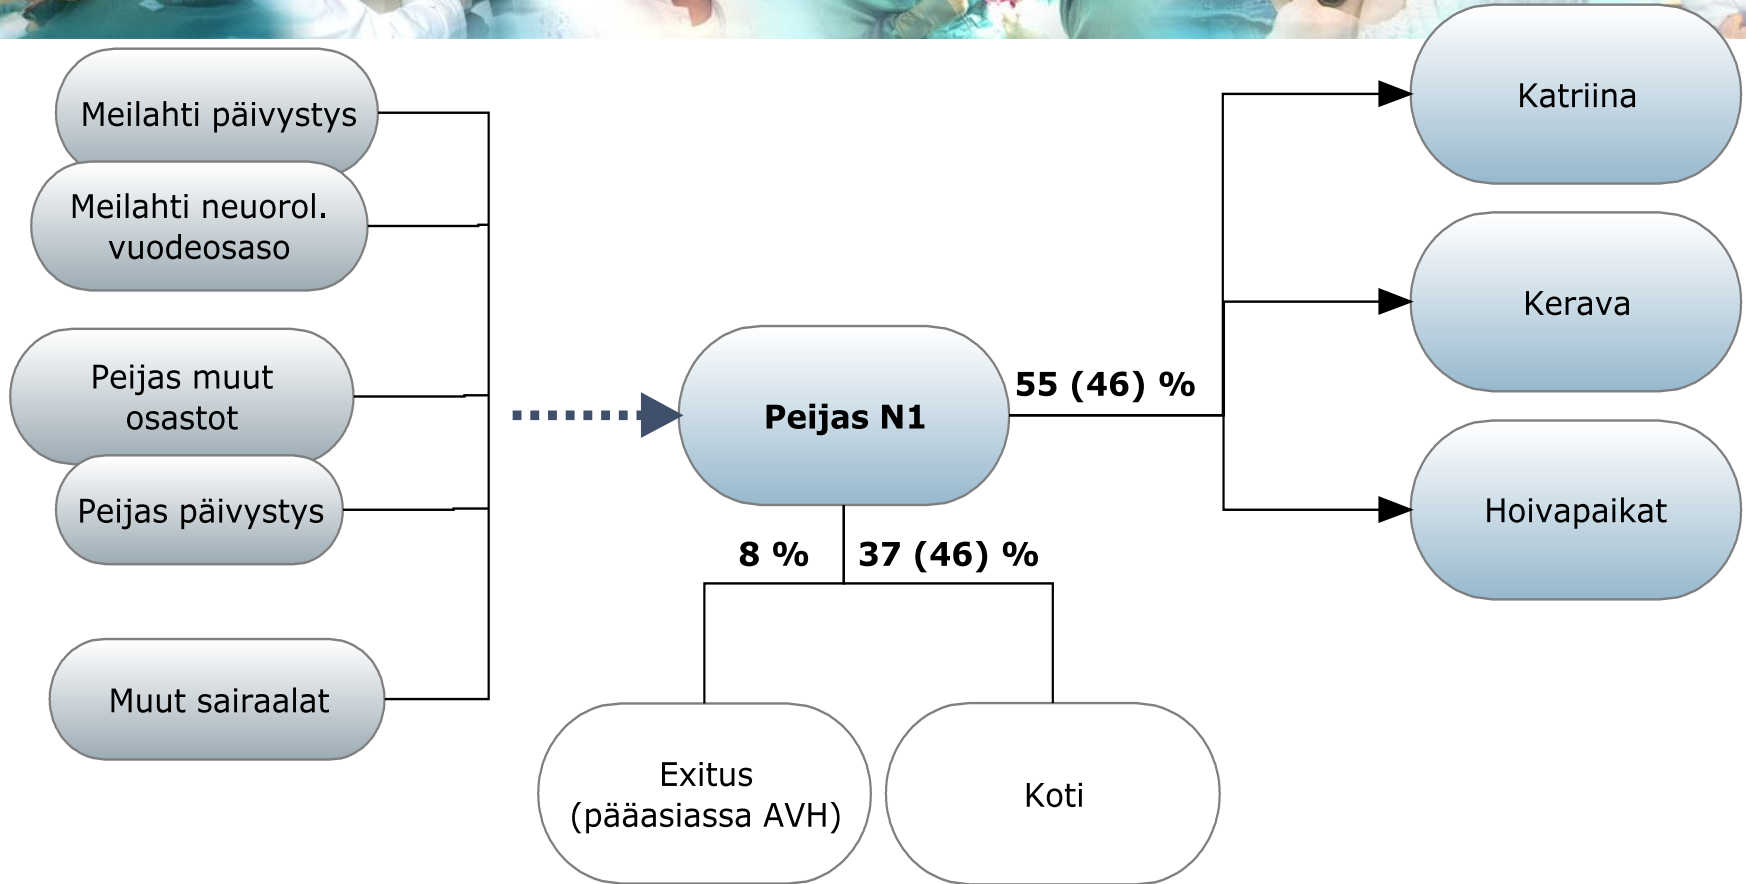 Meilahti päivystys
Meilahti neuorol.
vuodeosaso
Peijas muut
osastot
Peijas päivystys
Muut sairaalat
Peijas N1
55 (46) %
8 %
37 (46) %
Exitus
(pääasiassa AVH)
Koti
Katriina
Kerava
Hoivapaikat